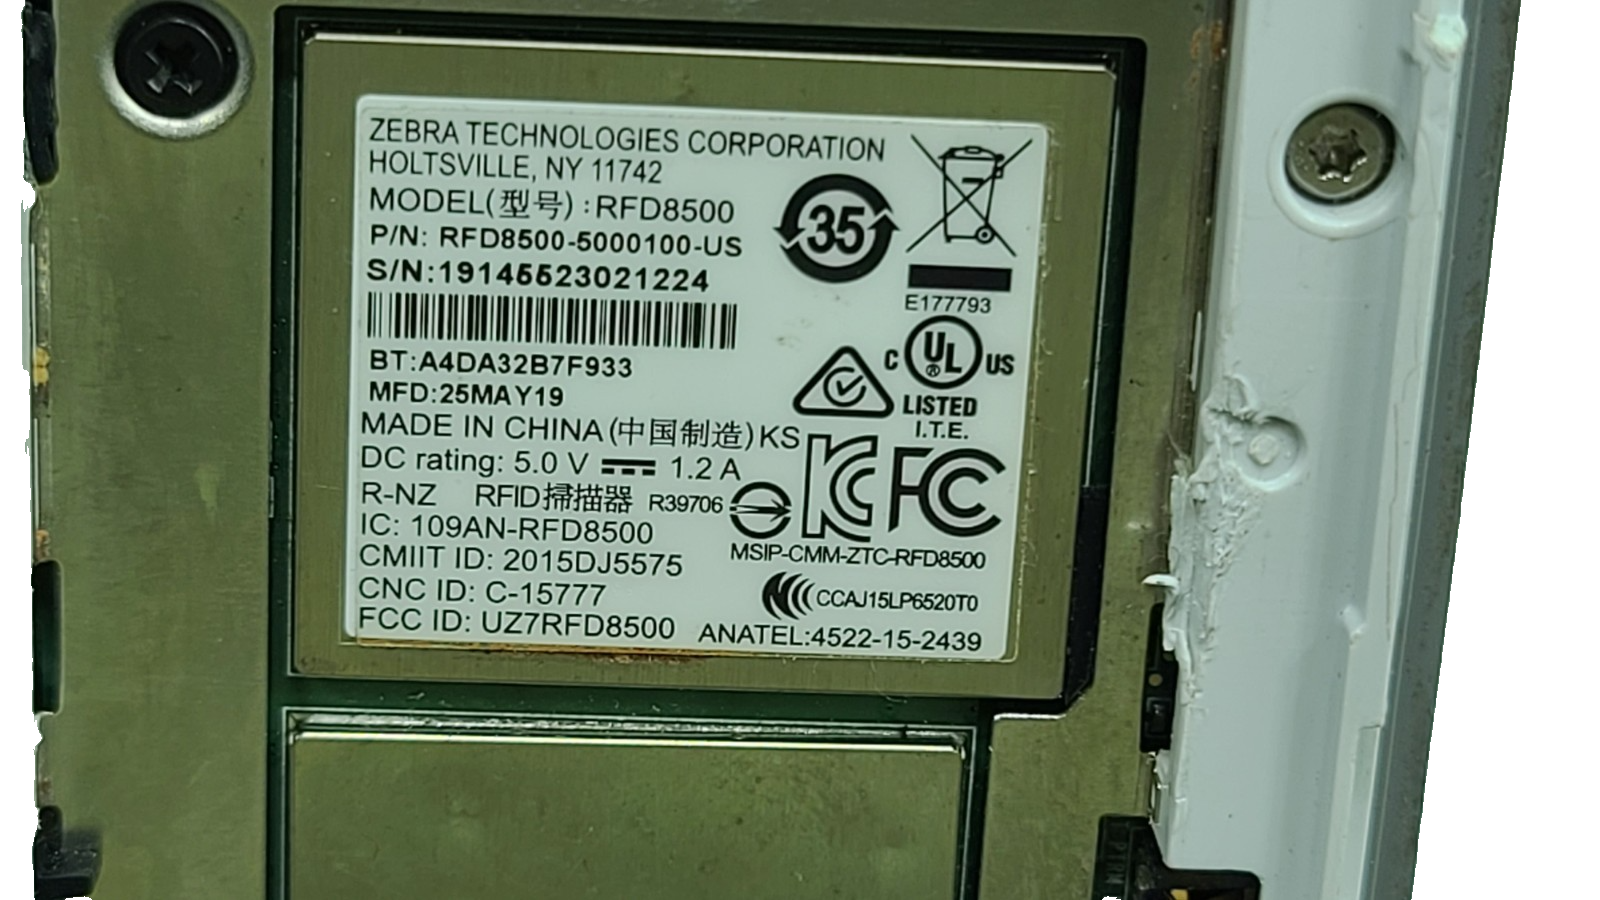 ZEBRA TECHNOLOGIES CORPORATION
HOLTSVILLE, NY 11742
MODEL(型号):RFD8500
P/N: RFD8500-5000100-US
S/N:19145523021224
BT:A4DA32B7F933
MFD:25MAY19
MADE IN CHINA(中国制造)KS
DC rating: 5.0 V 1.2 A
R-NZ RFID掃描器 R39706
IC: 109AN-RFD8500
CMIIT ID: 2015DJ5575
CNC ID: C-15777
FCC ID: UZ7RFD8500
35
E177793
C UL ® US
LISTED
I.T.E.
KC FC
MSIP-CMM-ZTC-RFD8500
CCAJ15LP6520T0
ANATEL:4522-15-2439